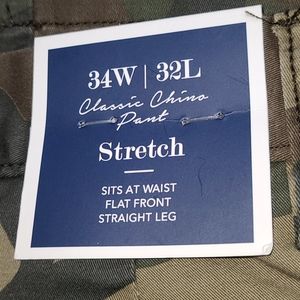 34W | 32L
Classic Chino
Pant
Stretch
SITS AT WAIST
FLAT FRONT
STRAIGHT LEG